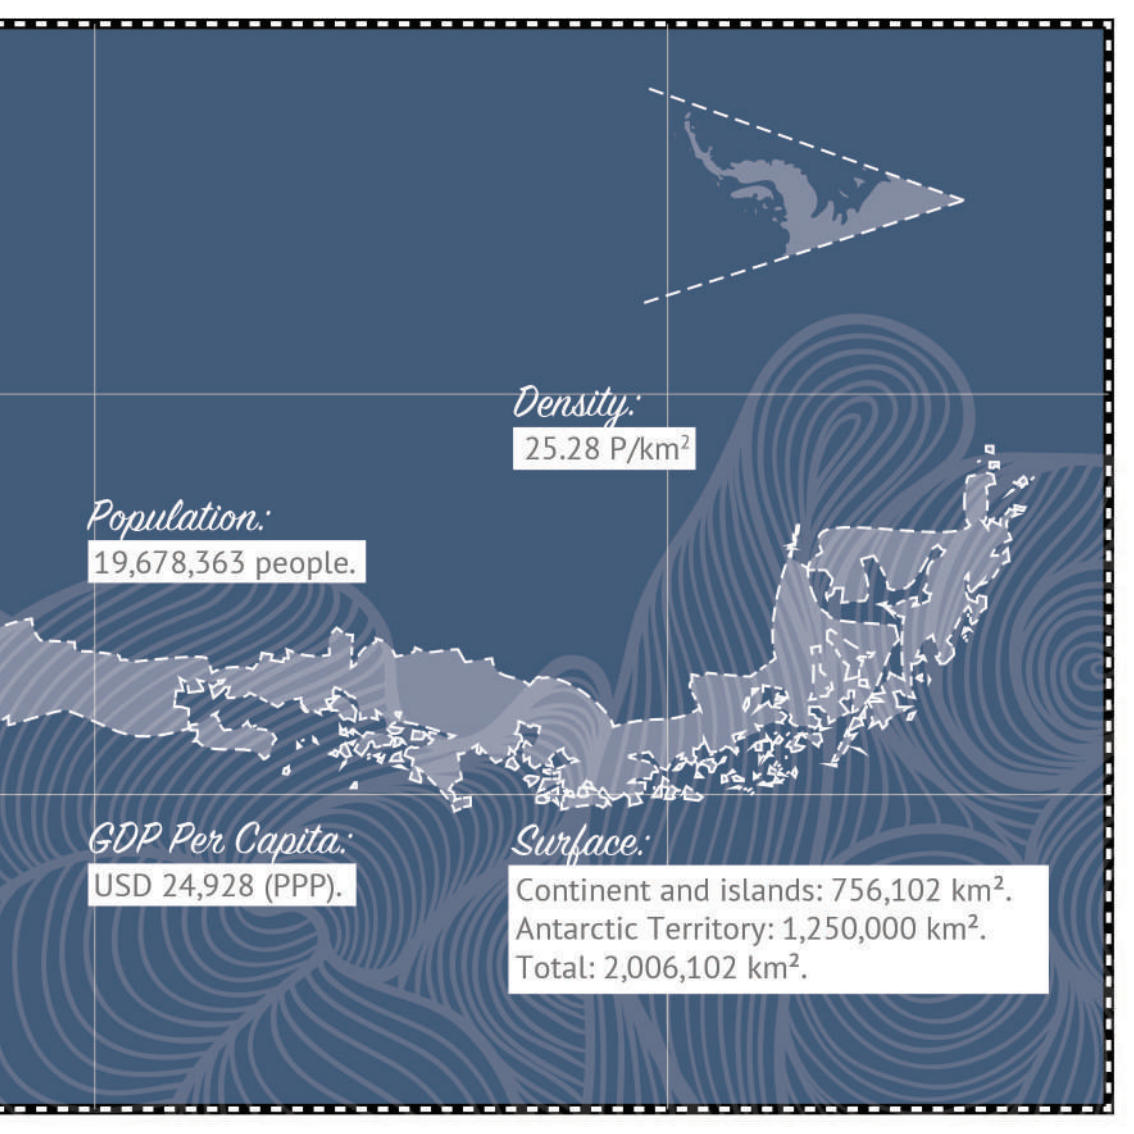 Density:
25.28 P/km²
Population:
19,678,363 people.
GDP Per Capita:
USD 24,928 (PPP).
Surface:
Continent and islands: 756,102 km².
Antarctic Territory: 1,250,000 km².
Total: 2,006,102 km².